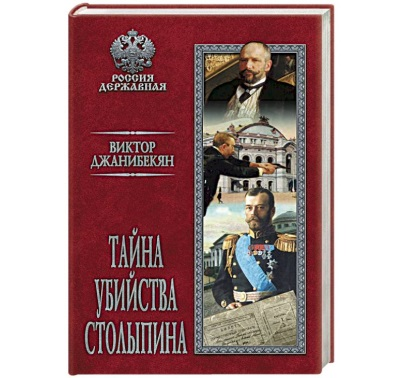 РОССИЯ
ДЕРЖАВНАЯ
ВИКТОР
ДЖАНИБЕКЯН
ТАЙНА
УБИЙСТВА
СТОЛЫПИНА